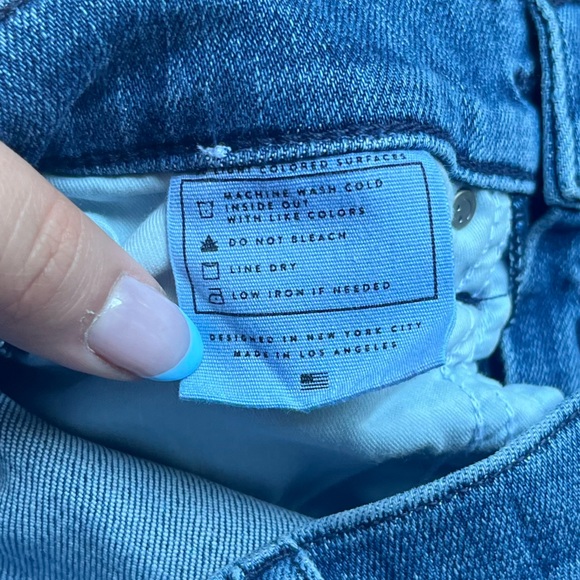 LIGHT COLORED SURFACES
MACHINE WASH COLD
INSIDE OUT
WITH LIKE COLORS
DO NOT BLEACH
LINE DRY
LOW IRON IF NEEDED
DESIGNED IN NEW YORK CITY
MADE IN LOS ANGELES